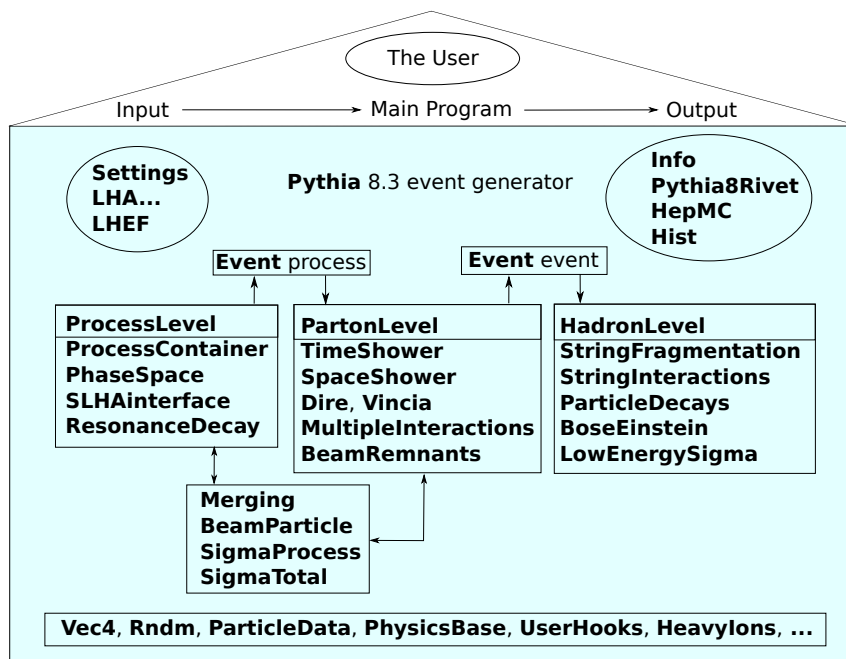 The User
Input Main Program Output
Settings
LHA...
LHEF
Pythia 8.3 event generator
Info
Pythia8Rivet
HepMC
Hist
Event process
Event event
ProcessLevel
ProcessContainer
PhaseSpace
SLHAinterface
ResonanceDecay
PartonLevel
TimeShower
SpaceShower
Dire, Vincia
MultipleInteractions
BeamRemnants
HadronLevel
StringFragmentation
StringInteractions
ParticleDecays
BoseEinstein
LowEnergySigma
Merging
BeamParticle
SigmaProcess
SigmaTotal
Vec4, Rndm, ParticleData, PhysicsBase, UserHooks, HeavyIons, ...